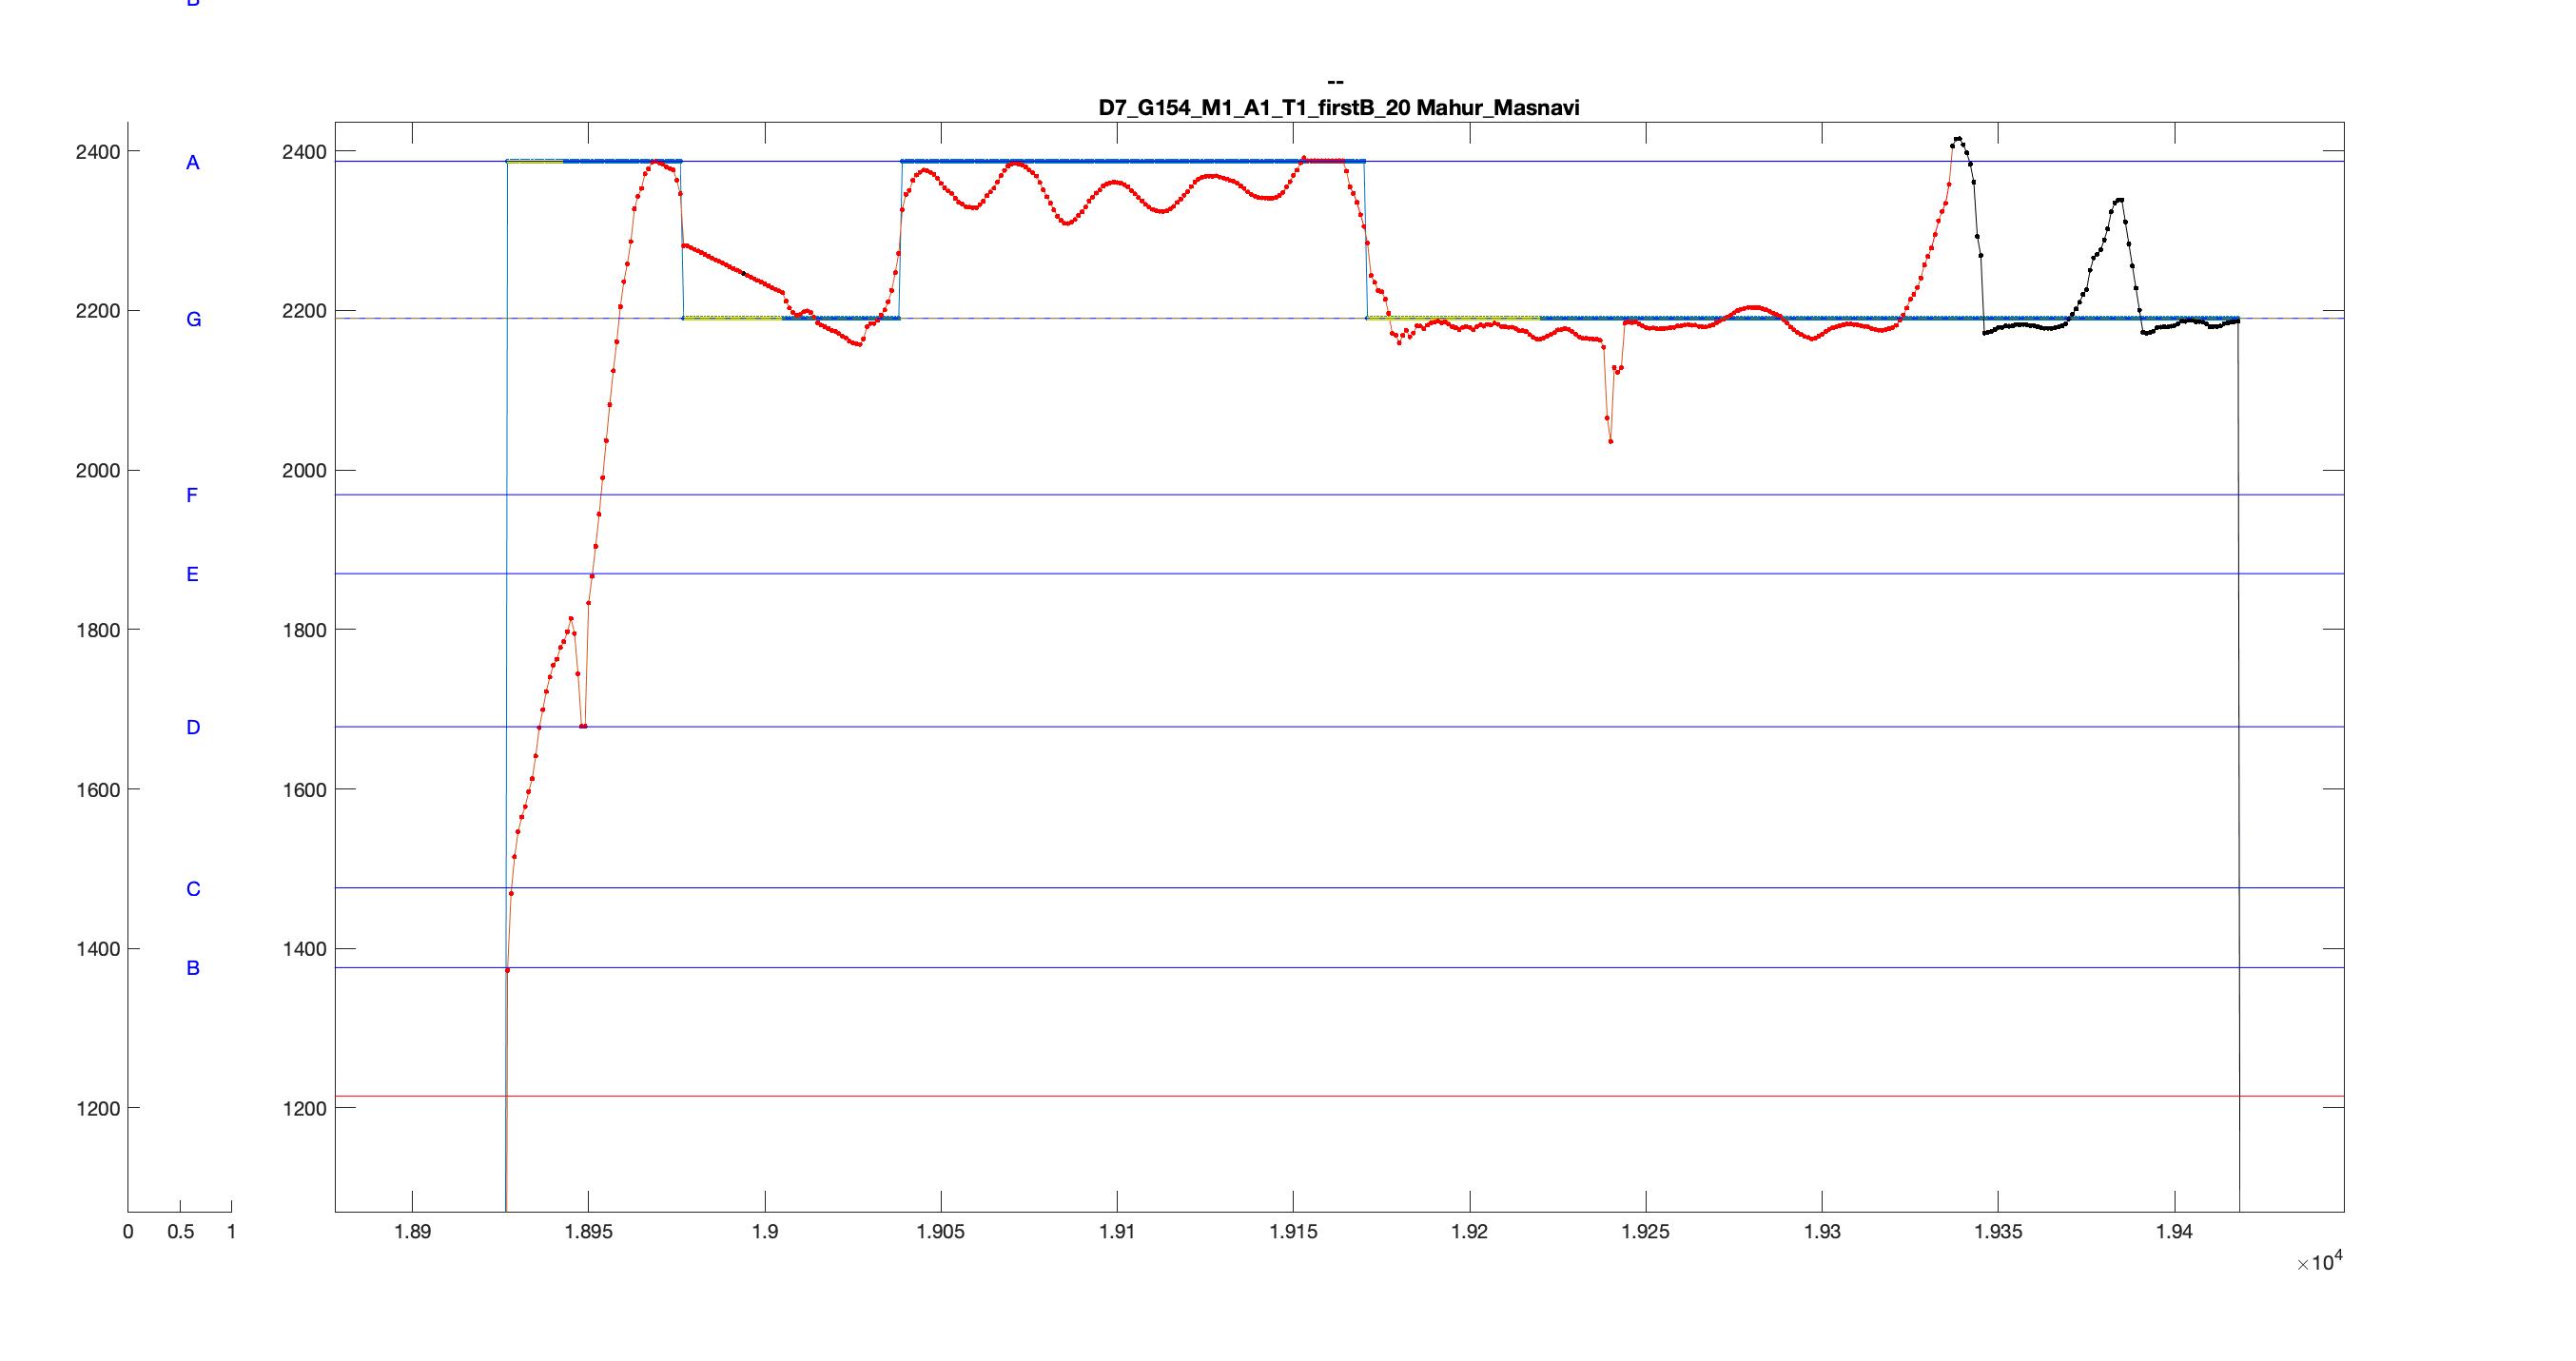 B
--
D7_G154_M1_A1_T1_firstB_20 Mahur_Masnavi
2400 A 2400
2200 G 2200
2000 2000
F
E
1800 1800
D
1600 1600
C
1400 1400
B
1200 1200
0 0.5 1 1.89 1.895 1.9 1.905 1.91 1.915 1.92 1.925 1.93 1.935 1.94
×10^4